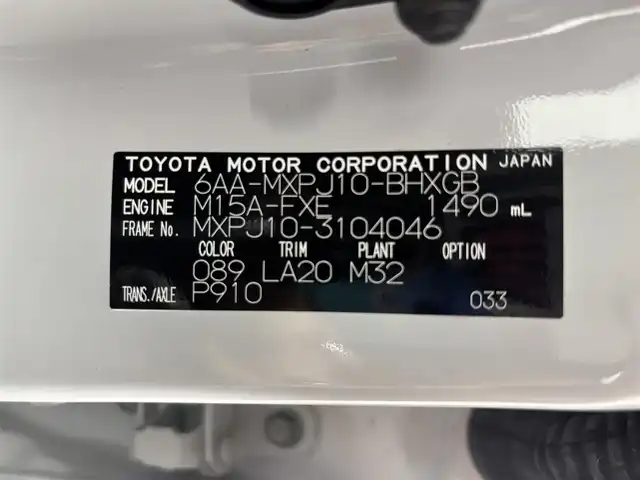 TOYOTA MOTOR CORPORATION JAPAN
MODEL 6AA-MXPJ10-BHXGB
ENGINE M15A-FXE 1490 mL
FRAME No. MXPJ10-3104046
COLOR TRIM PLANT OPTION
089 LA20 M32
TRANS./AXLE P910 033